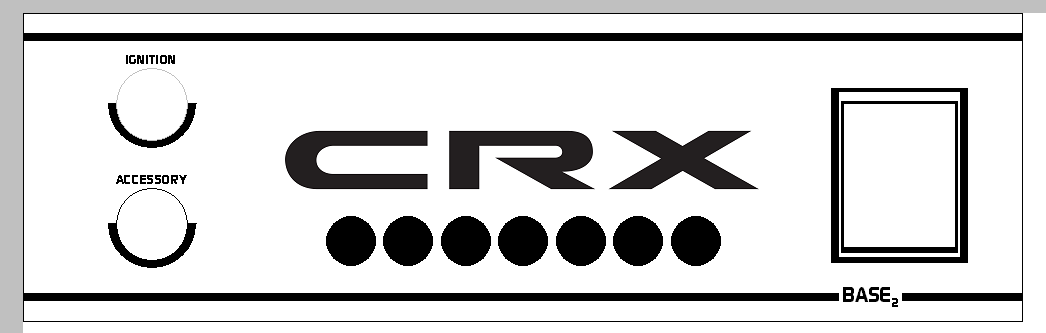 IGNITION
ACCESSORY
CRX
BASE₂